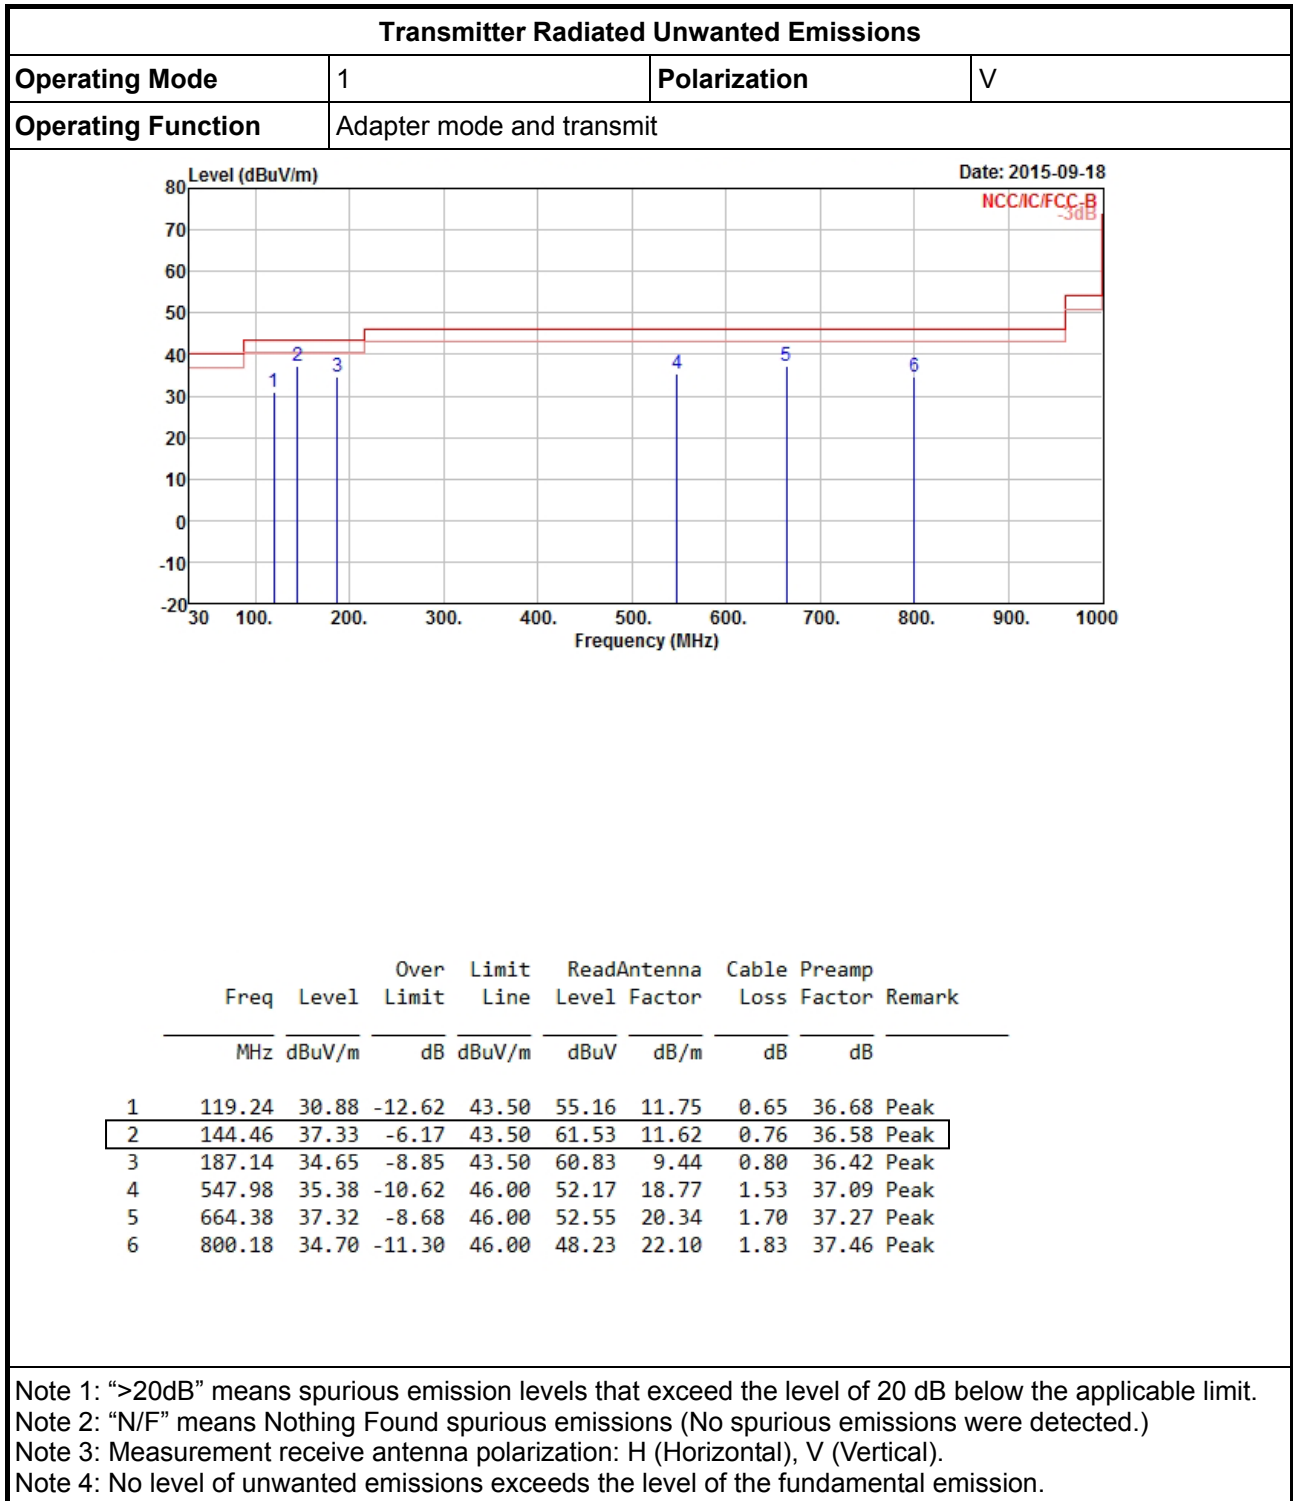 Transmitter Radiated Unwanted Emissions
Operating Mode 1 Polarization V
Operating Function Adapter mode and transmit
Level (dBuV/m) Date: 2015-09-18
NCC/IC/FCC-B
-3dB
80
70
60
50
40
30
20
10
0
-10
-20
1 2 3 4 5 6
30 100. 200. 300. 400. 500. 600. 700. 800. 900. 1000
Frequency (MHz)
Over Limit ReadAntenna Cable Preamp
Freq Level Limit Line Level Factor Loss Factor Remark
MHz dBuV/m dB dBuV/m dBuV dB/m dB dB
1 119.24 30.88 -12.62 43.50 55.16 11.75 0.65 36.68 Peak
2 144.46 37.33 -6.17 43.50 61.53 11.62 0.76 36.58 Peak
3 187.14 34.65 -8.85 43.50 60.83 9.44 0.80 36.42 Peak
4 547.98 35.38 -10.62 46.00 52.17 18.77 1.53 37.09 Peak
5 664.38 37.32 -8.68 46.00 52.55 20.34 1.70 37.27 Peak
6 800.18 34.70 -11.30 46.00 48.23 22.10 1.83 37.46 Peak
Note 1: “>20dB” means spurious emission levels that exceed the level of 20 dB below the applicable limit.
Note 2: “N/F” means Nothing Found spurious emissions (No spurious emissions were detected.)
Note 3: Measurement receive antenna polarization: H (Horizontal), V (Vertical).
Note 4: No level of unwanted emissions exceeds the level of the fundamental emission.